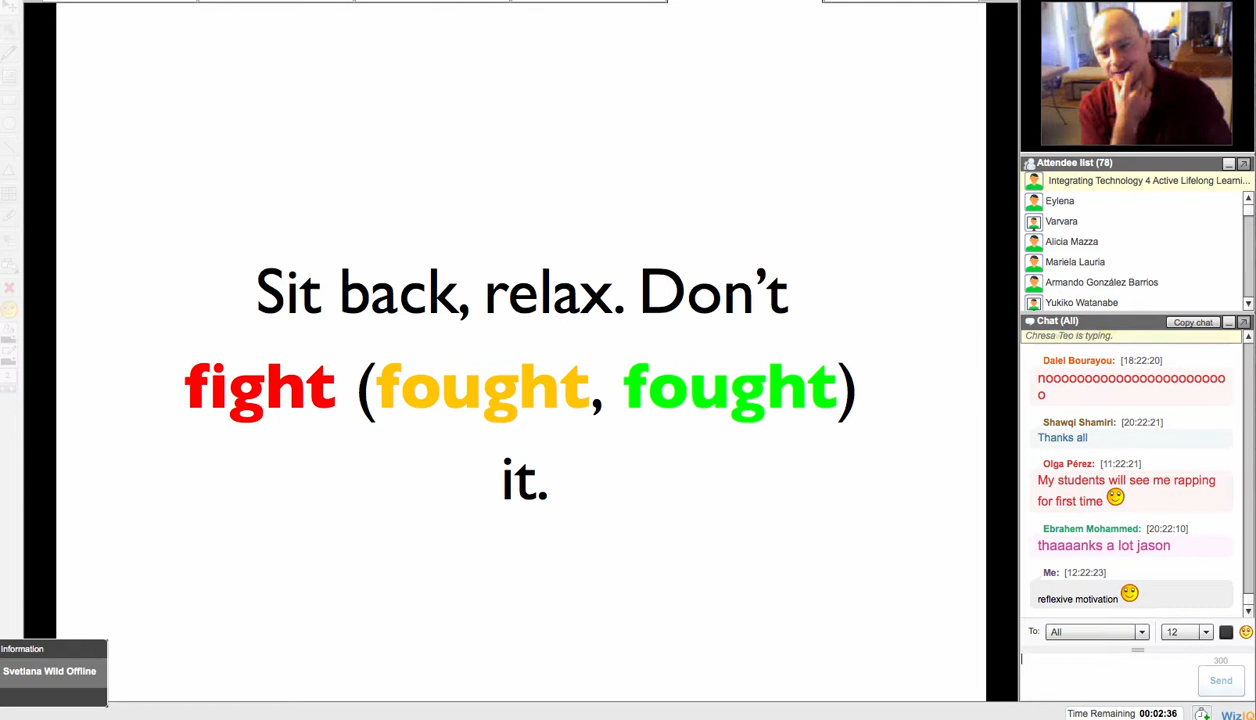 Sit back, relax. Don't
fight (fought, fought)
it.
Information
Svetlana Wild Offline
Attendee list (78)
Integrating Technology 4 Active Lifelong Learni...
Eylena
Varvara
Alicia Mazza
Mariela Lauria
Armando González Barrios
Yukiko Watanabe
Chat (All)
Copy chat
Chresa Teo is typing.
Dalel Bourayou: [18:22:20]
noooooooooooooooooooooooo
o
Shawqi Shamiri: [20:22:21]
Thanks all
Olga Pérez: [11:22:21]
My students will see me rapping
for first time
Ebrahem Mohammed: [20:22:10]
thaaaanks a lot jason
Me: [12:22:23]
reflexive motivation
To: All 12
300
Send
Time Remaining 00:02:36
WizIQ